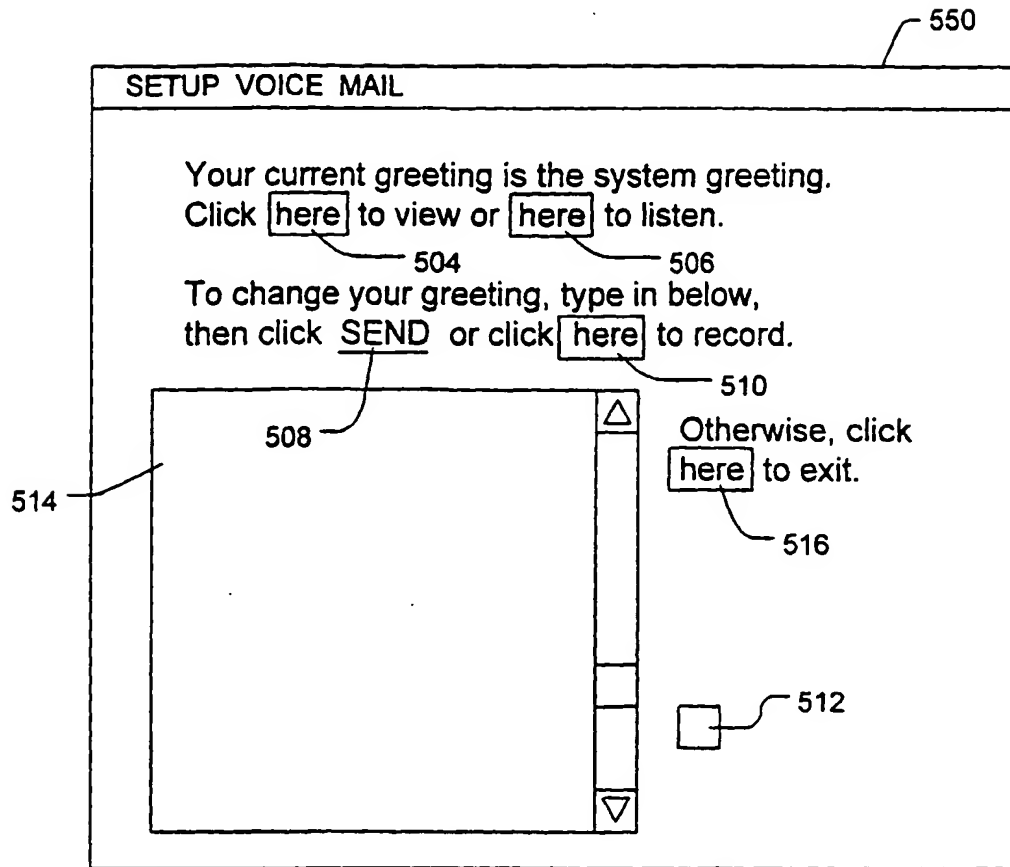 550
SETUP VOICE MAIL
Your current greeting is the system greeting.
Click here to view or here to listen.
504
506
To change your greeting, type in below,
then click SEND or click here to record.
510
508
Otherwise, click
here to exit.
514
516
512